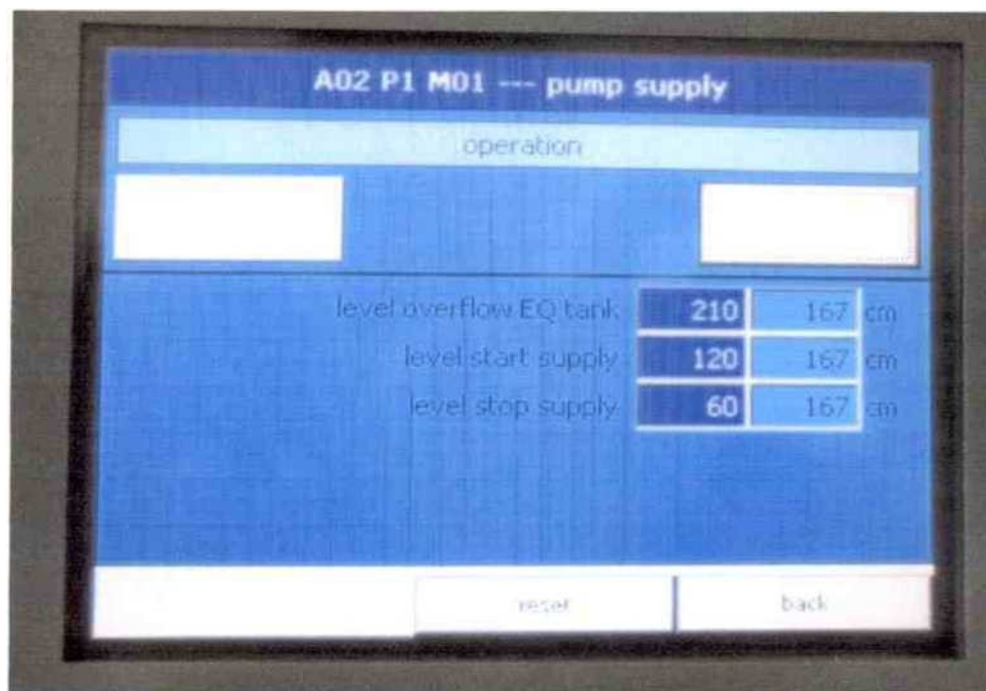 A02 P1 M01 --- pump supply
operation
level overflow EQ tank 210 167 cm
level start supply 120 167 cm
level stop supply 60 167 cm
reset back